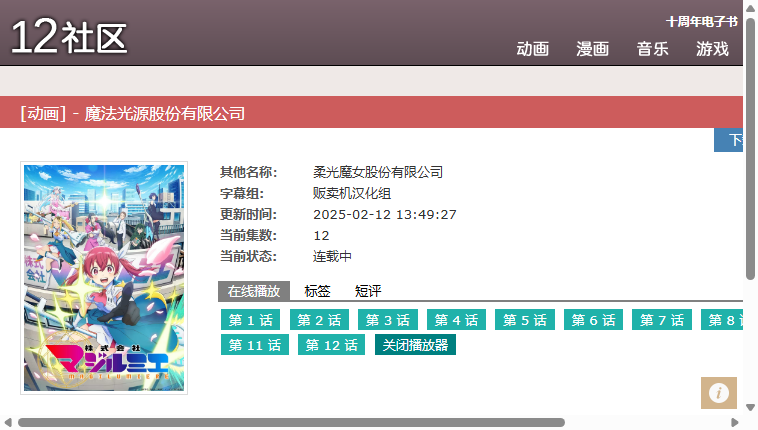 12社区
十周年电子书
动画 漫画 音乐 游戏
[动画] - 魔法光源股份有限公司
其他名称: 柔光魔女股份有限公司
字幕组: 贩卖机汉化组
更新时间: 2025-02-12 13:49:27
当前集数: 12
当前状态: 连载中
在线播放 标签 短评
第 1 话 第 2 话 第 3 话 第 4 话 第 5 话 第 6 话 第 7 话 第 8
第 11 话 第 12 话 关闭播放器
株式会社
マジルミエ